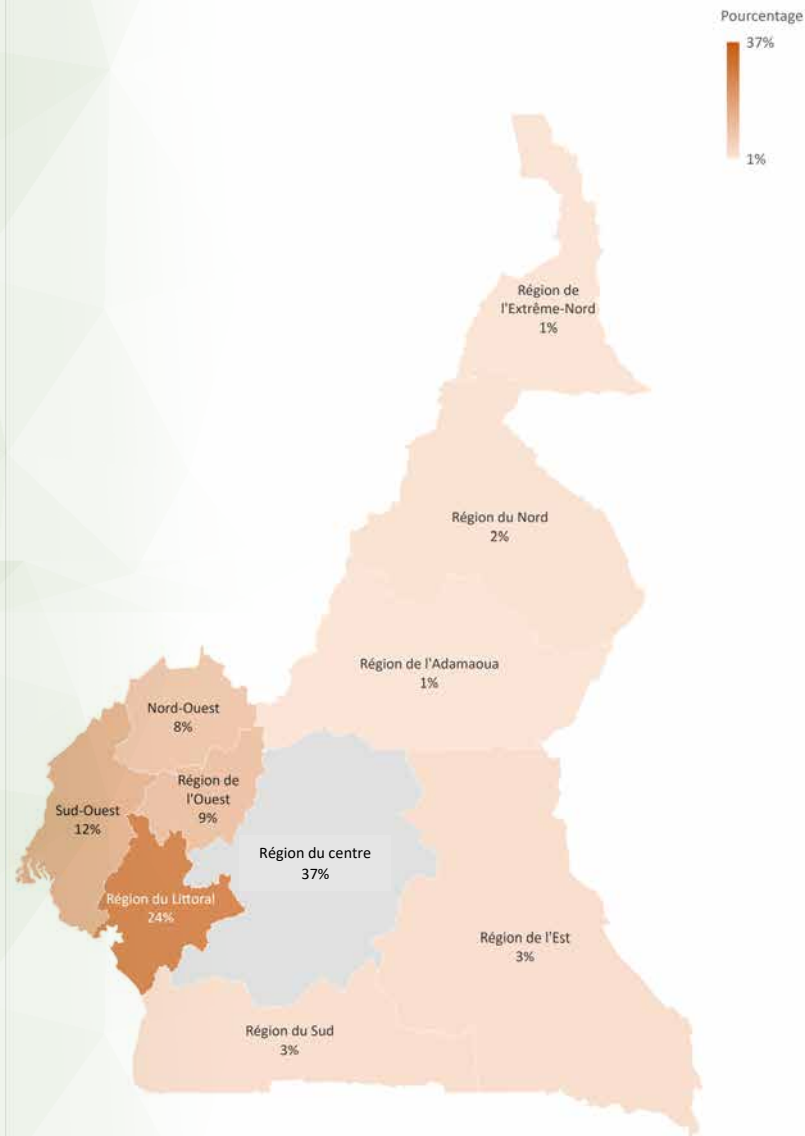 Pourcentage
37%
1%
Région de
l'Extrême-Nord
1%
Région du Nord
2%
Région de l'Adamaoua
1%
Nord-Ouest
8%
Région de
l'Ouest
9%
Sud-Ouest
12%
Région du centre
37%
Région du Littoral
24%
Région de l'Est
3%
Région du Sud
3%